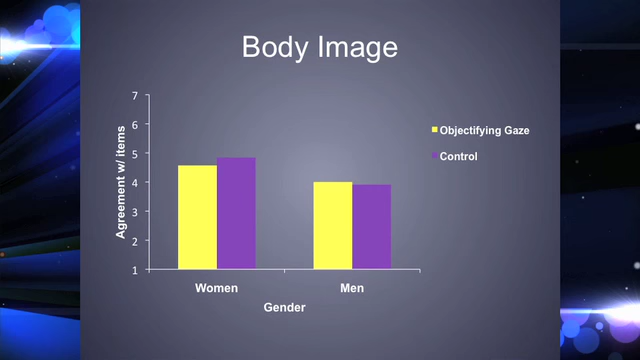 Body Image
7
6
5
4
3
2
1
Agreement w/ items
Women
Men
Gender
Objectifying Gaze
Control